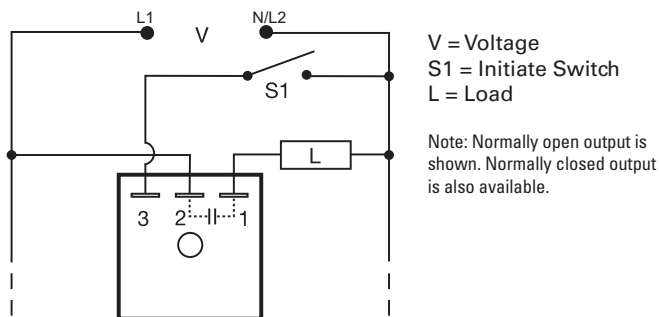 L1
V
N/L2
S1
L
3
2
1
V = Voltage
S1 = Initiate Switch
L = Load
Note: Normally open output is
shown. Normally closed output
is also available.